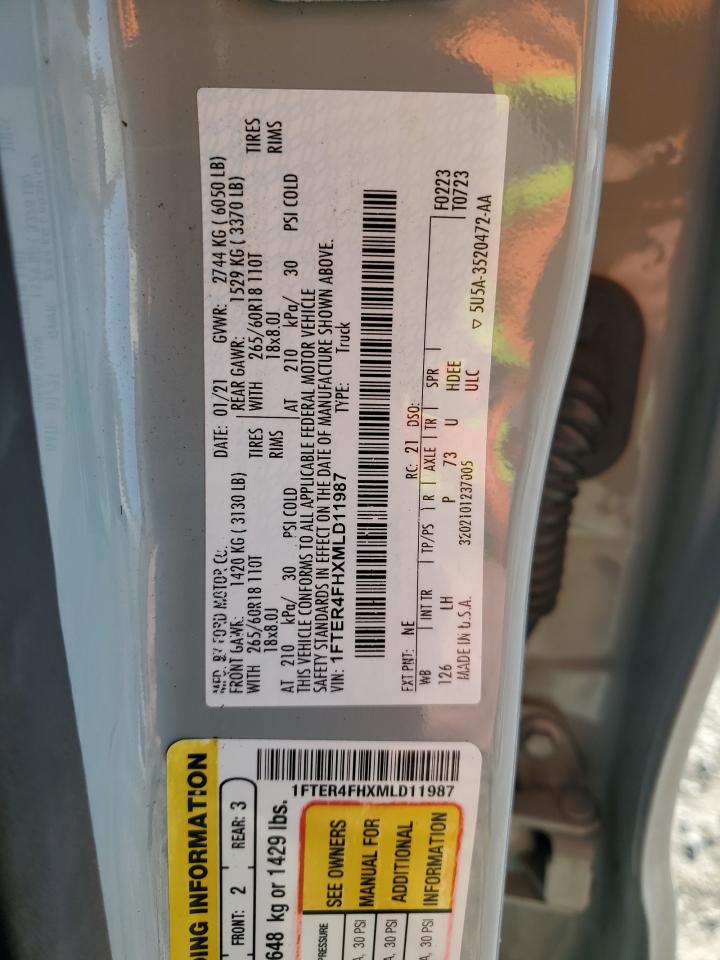 MFD. BY FORD MOTOR CO.
DATE: 01/21 GVWR: 2744 KG ( 6050 LB)
FRONT GAWR: 1420 KG ( 3130 LB) REAR GAWR: 1529 KG ( 3370 LB)
WITH 265/60R18 110T TIRES WITH 265/60R18 110T TIRES
18x8.0J RIMS 18x8.0J RIMS
AT 210 kPa/ 30 PSI COLD AT 210 kPa/ 30 PSI COLD
THIS VEHICLE CONFORMS TO ALL APPLICABLE FEDERAL MOTOR VEHICLE
SAFETY STANDARDS IN EFFECT ON THE DATE OF MANUFACTURE SHOWN ABOVE.
VIN: 1FTER4FHXMLD11987 TYPE: Truck
EXT PNT: NE RC: 21 DSO: F0223
WB INT TR TP/PS R AXLE TR SPR T0723
126 LH P 73 U HDEE
ULC
MADE IN U.S.A. 3202101237005 ▽ 5U5A-3520472-AA
DING INFORMATION
FRONT: 2 REAR: 3
648 kg or 1429 lbs.
1FTER4FHXMLD11987
PRESSURE
A, 30 PSI
A, 30 PSI
A, 30 PSI
SEE OWNERS
MANUAL FOR
ADDITIONAL
INFORMATION